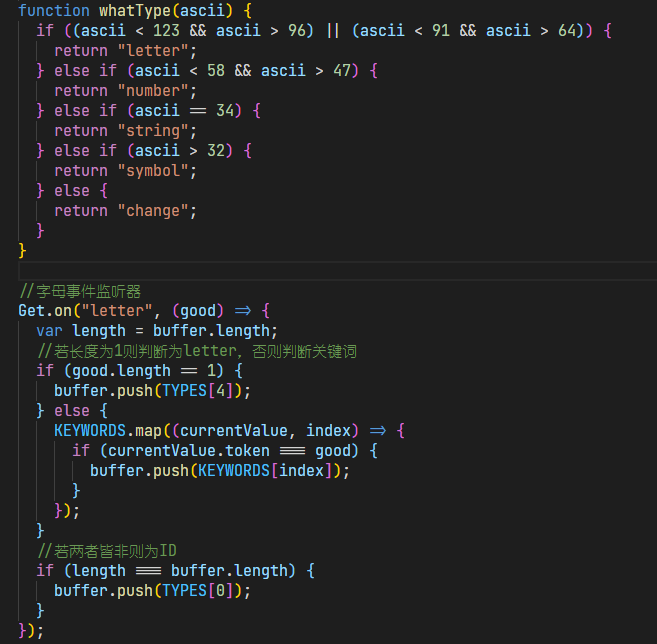 function whatType(ascii) {
  if ((ascii < 123 && ascii > 96) || (ascii < 91 && ascii > 64)) {
    return "letter";
  } else if (ascii < 58 && ascii > 47) {
    return "number";
  } else if (ascii == 34) {
    return "string";
  } else if (ascii > 32) {
    return "symbol";
  } else {
    return "change";
  }
}
//字母事件监听器
Get.on("letter", (good) => {
  var length = buffer.length;
  //若长度为1则判断为letter，否则判断关键词
  if (good.length == 1) {
    buffer.push(TYPES[4]);
  } else {
    KEYWORDS.map((currentValue, index) => {
      if (currentValue.token === good) {
        buffer.push(KEYWORDS[index]);
      }
    });
  }
  //若两者皆非则为ID
  if (length === buffer.length) {
    buffer.push(TYPES[0]);
  }
});